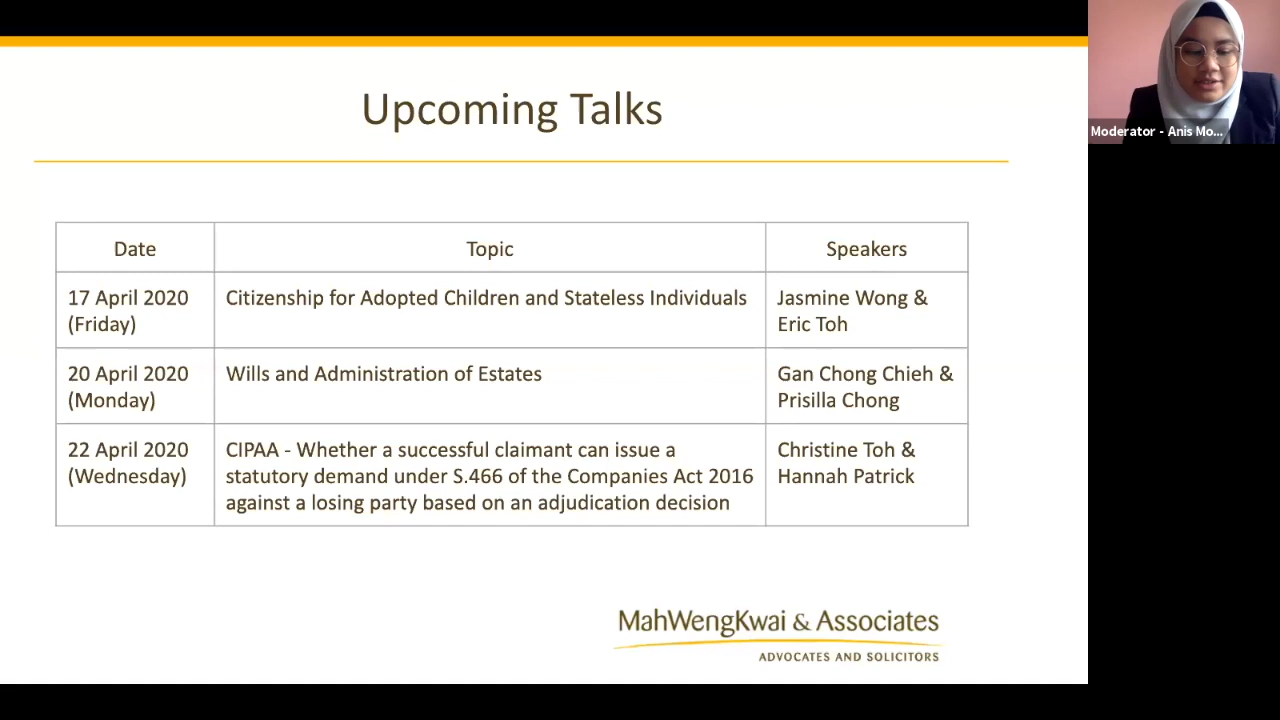 Upcoming Talks
Date
Topic
Speakers
17 April 2020
(Friday)
Citizenship for Adopted Children and Stateless Individuals
Jasmine Wong &
Eric Toh
20 April 2020
(Monday)
Wills and Administration of Estates
Gan Chong Chieh &
Prisilla Chong
22 April 2020
(Wednesday)
CIPAA - Whether a successful claimant can issue a
statutory demand under S.466 of the Companies Act 2016
against a losing party based on an adjudication decision
Christine Toh &
Hannah Patrick
MahWengKwai & Associates
ADVOCATES AND SOLICITORS
Moderator - Anis Mo...